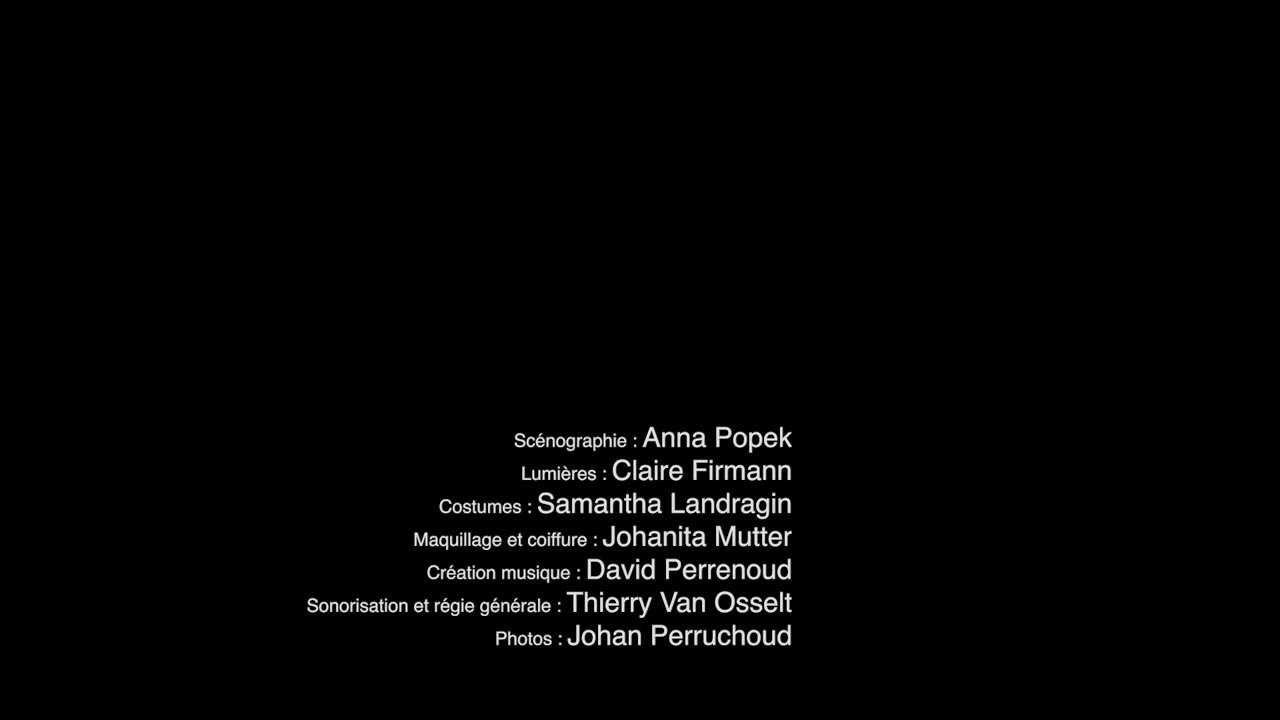 Scénographie : Anna Popek
Lumières : Claire Firmann
Costumes : Samantha Landragin
Maquillage et coiffure : Johanita Mutter
Création musique : David Perrenoud
Sonorisation et régie générale : Thierry Van Osselt
Photos : Johan Perruchoud